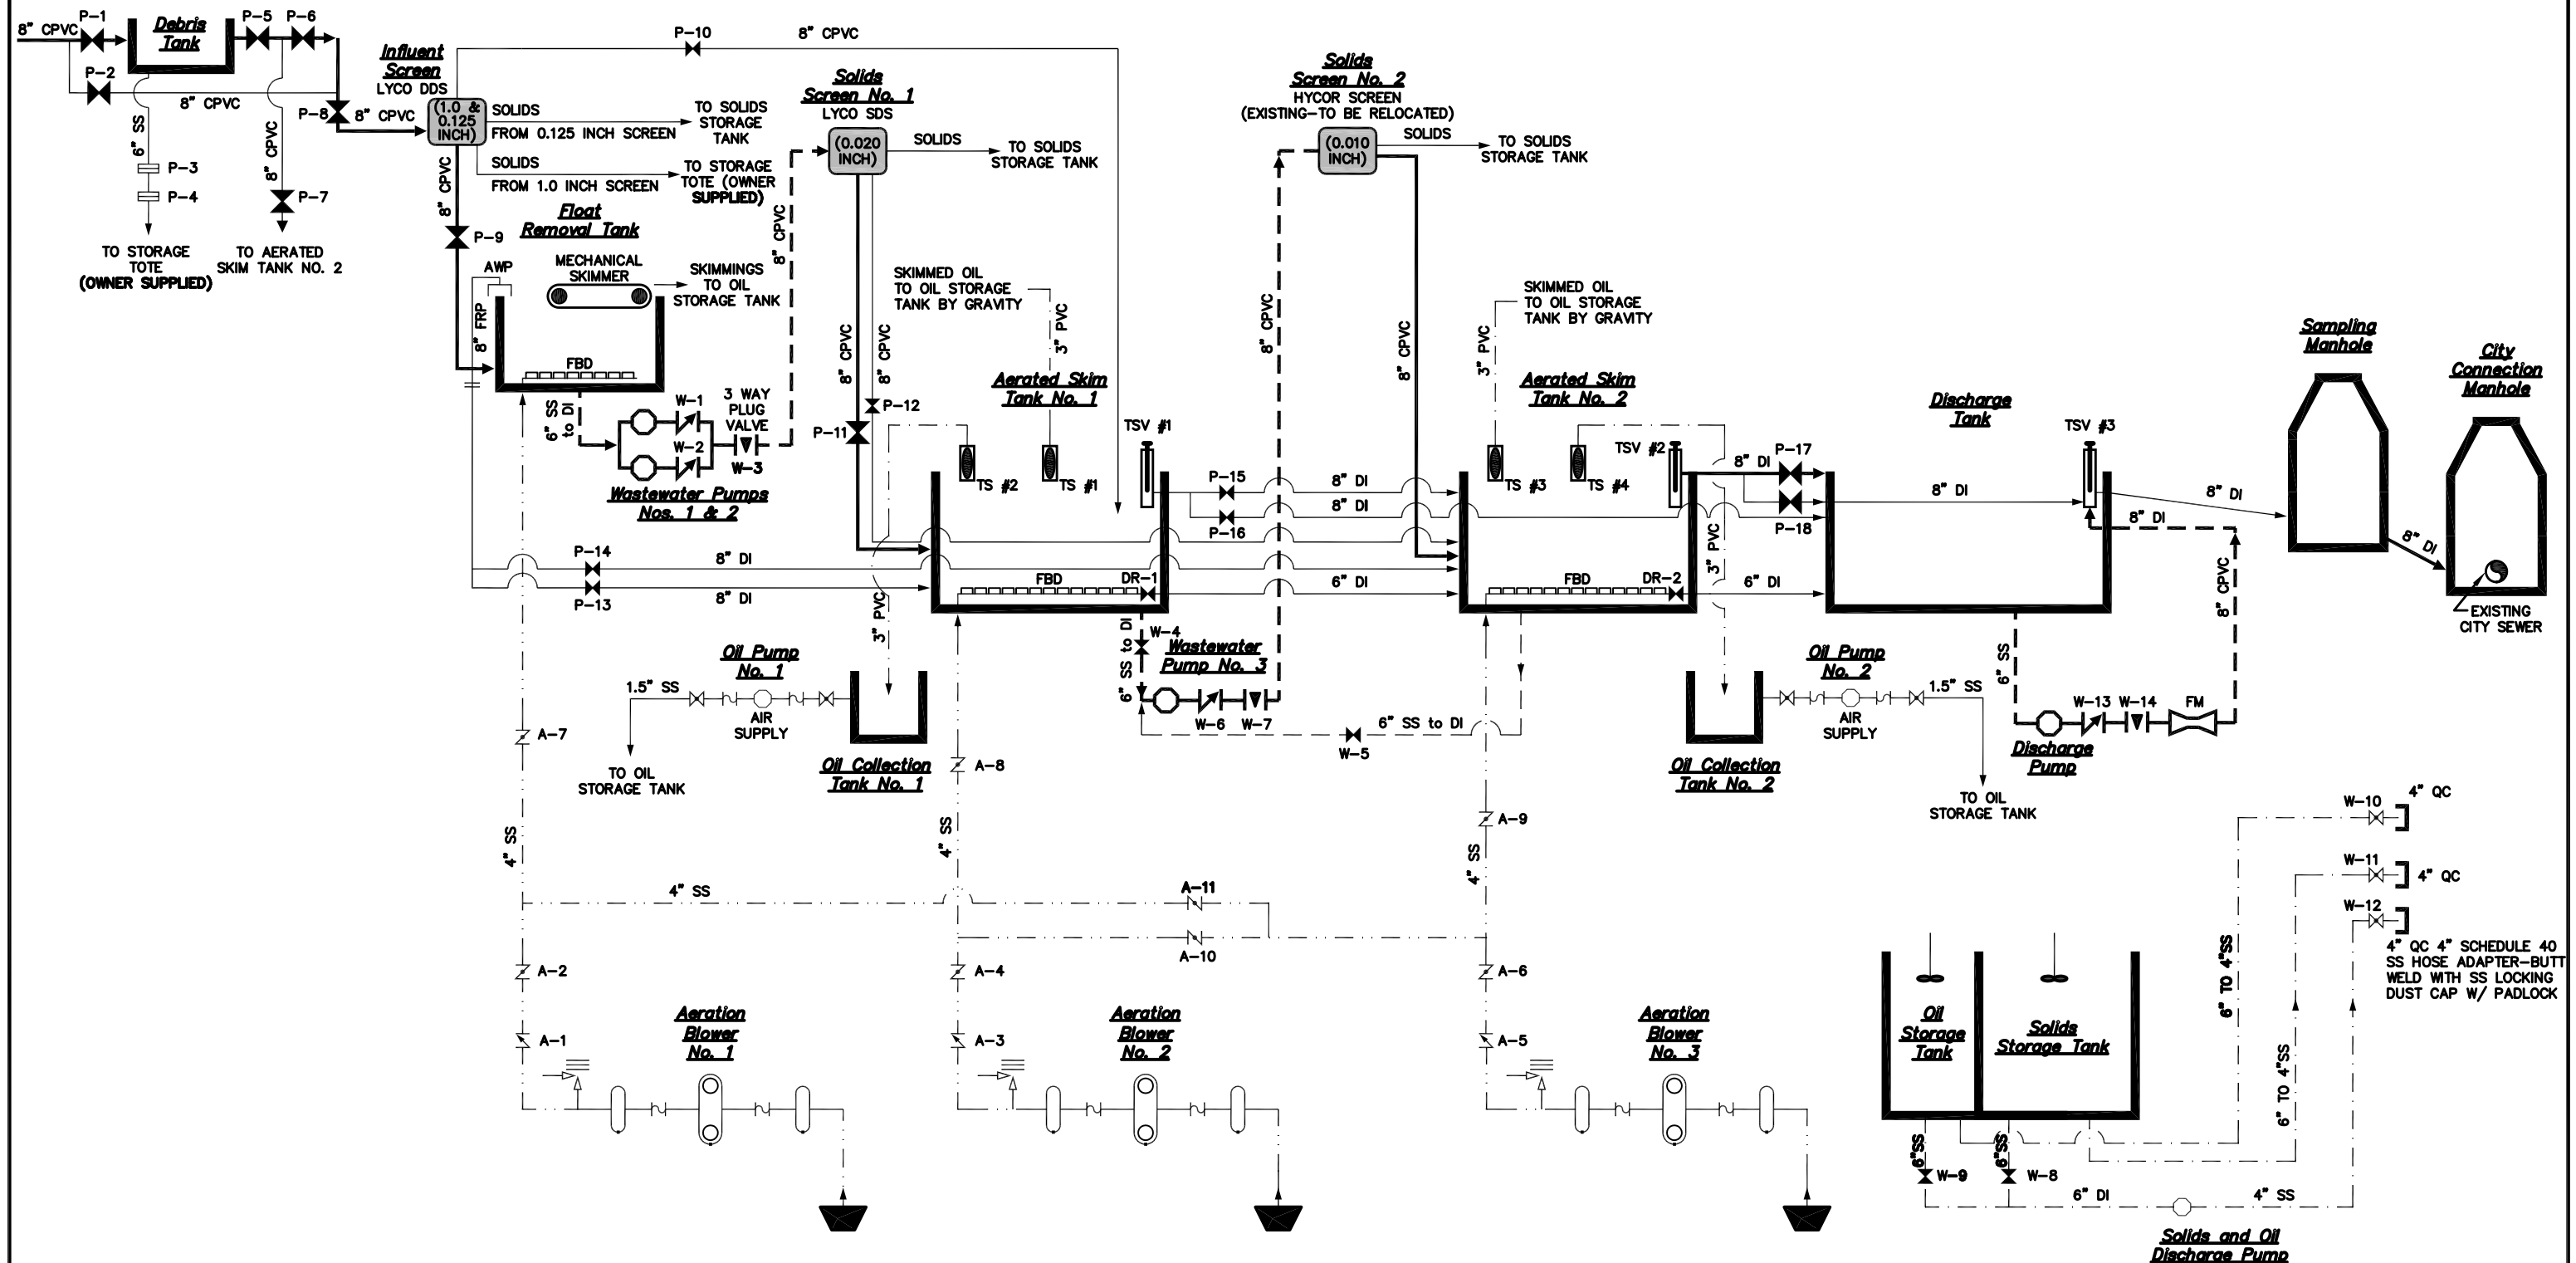 8" CPVC
P-1
Debris
Tank
P-5
P-6
P-2
8" CPVC
6" SS
P-3
P-4
TO STORAGE
TOTE
(OWNER SUPPLIED)
8" CPVC
P-7
TO AERATED
SKIM TANK NO. 2
P-8
8" CPVC
Influent
Screen
LYCO DDS
(1.0 &
0.125
INCH)
SOLIDS
FROM 0.125 INCH SCREEN
TO SOLIDS
STORAGE
TANK
SOLIDS
FROM 1.0 INCH SCREEN
TO STORAGE
TOTE (OWNER
SUPPLIED)
P-10
8" CPVC
8" CPVC
P-9
AWP
8" FRP
Float
Removal Tank
MECHANICAL
SKIMMER
SKIMMINGS
TO OIL
STORAGE TANK
FBD
6" SS
to DI
W-1
W-2
3 WAY
PLUG
VALVE
W-3
Wastewater Pumps
Nos. 1 & 2
8" CPVC
Solids
Screen No. 1
LYCO SDS
(0.020
INCH)
SOLIDS
TO SOLIDS
STORAGE TANK
8" CPVC
8" CPVC
P-12
P-11
SKIMMED OIL
TO OIL STORAGE
TANK BY GRAVITY
3" PVC
Aerated Skim
Tank No. 1
TS #2
TS #1
TSV #1
FBD
DR-1
P-15
8" DI
8" DI
P-16
6" DI
P-14
8" DI
P-13
8" DI
3" PVC
Solids
Screen No. 2
HYCOR SCREEN
(EXISTING-TO BE RELOCATED)
(0.010
INCH)
SOLIDS
TO SOLIDS
STORAGE TANK
8" CPVC
8" CPVC
SKIMMED OIL
TO OIL STORAGE
TANK BY GRAVITY
3" PVC
Aerated Skim
Tank No. 2
TS #3
TS #4
TSV #2
FBD
DR-2
8" DI
P-17
P-18
3" PVC
6" DI
8" DI
Discharge
Tank
TSV #3
8" DI
8" DI
8" CPVC
Sampling
Manhole
8" DI
City
Connection
Manhole
EXISTING
CITY SEWER
6" SS
W-13
W-14
FM
Discharge
Pump
6" SS to DI
W-4
Wastewater
Pump No. 3
W-6
W-7
6" SS to DI
W-5
Oil Pump
No. 1
1.5" SS
AIR
SUPPLY
TO OIL
STORAGE TANK
Oil Collection
Tank No. 1
Oil Pump
No. 2
1.5" SS
AIR
SUPPLY
TO OIL
STORAGE TANK
Oil Collection
Tank No. 2
A-7
A-8
A-9
4" SS
4" SS
4" SS
4" SS
A-11
A-10
A-2
A-4
A-6
A-1
A-3
A-5
Aeration
Blower
No. 1
Aeration
Blower
No. 2
Aeration
Blower
No. 3
W-10
4" QC
W-11
4" QC
W-12
4" QC 4" SCHEDULE 40
SS HOSE ADAPTER-BUTT
WELD WITH SS LOCKING
DUST CAP W/ PADLOCK
6" TO 4"SS
6" TO 4"SS
Oil
Storage
Tank
Solids
Storage Tank
6"SS
W-9
6"SS
W-8
6" DI
4" SS
Solids and Oil
Discharge Pump